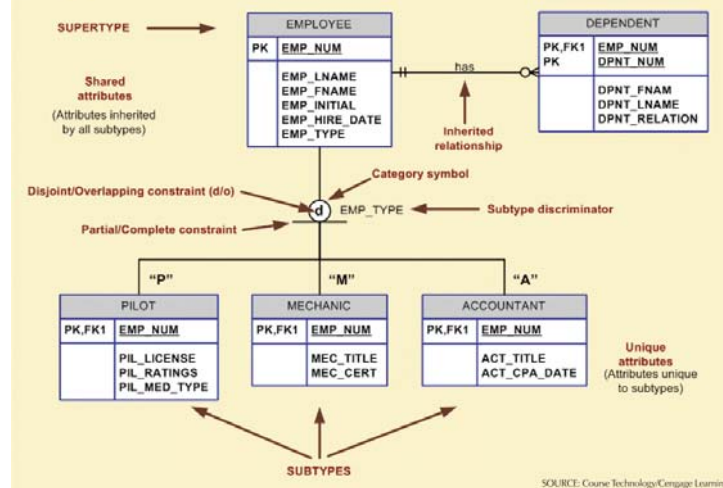 SUPERTYPE
EMPLOYEE
PK EMP_NUM
EMP_LNAME
EMP_FNAME
EMP_INITIAL
EMP_HIRE_DATE
EMP_TYPE
DEPENDENT
PK,FK1 EMP_NUM
PK DPNT_NUM
DPNT_FNAM
DPNT_LNAME
DPNT_RELATION
has
Shared
attributes
(Attributes inherited
by all subtypes)
Inherited
relationship
Category symbol
Disjoint/Overlapping constraint (d/o)
d
EMP_TYPE
Subtype discriminator
Partial/Complete constraint
"P"
"M"
"A"
PILOT
PK,FK1 EMP_NUM
PIL_LICENSE
PIL_RATINGS
PIL_MED_TYPE
MECHANIC
PK,FK1 EMP_NUM
MEC_TITLE
MEC_CERT
ACCOUNTANT
PK,FK1 EMP_NUM
ACT_TITLE
ACT_CPA_DATE
Unique
attributes
(Attributes unique
to subtypes)
SUBTYPES
SOURCE: Course Technology/Cengage Learnin